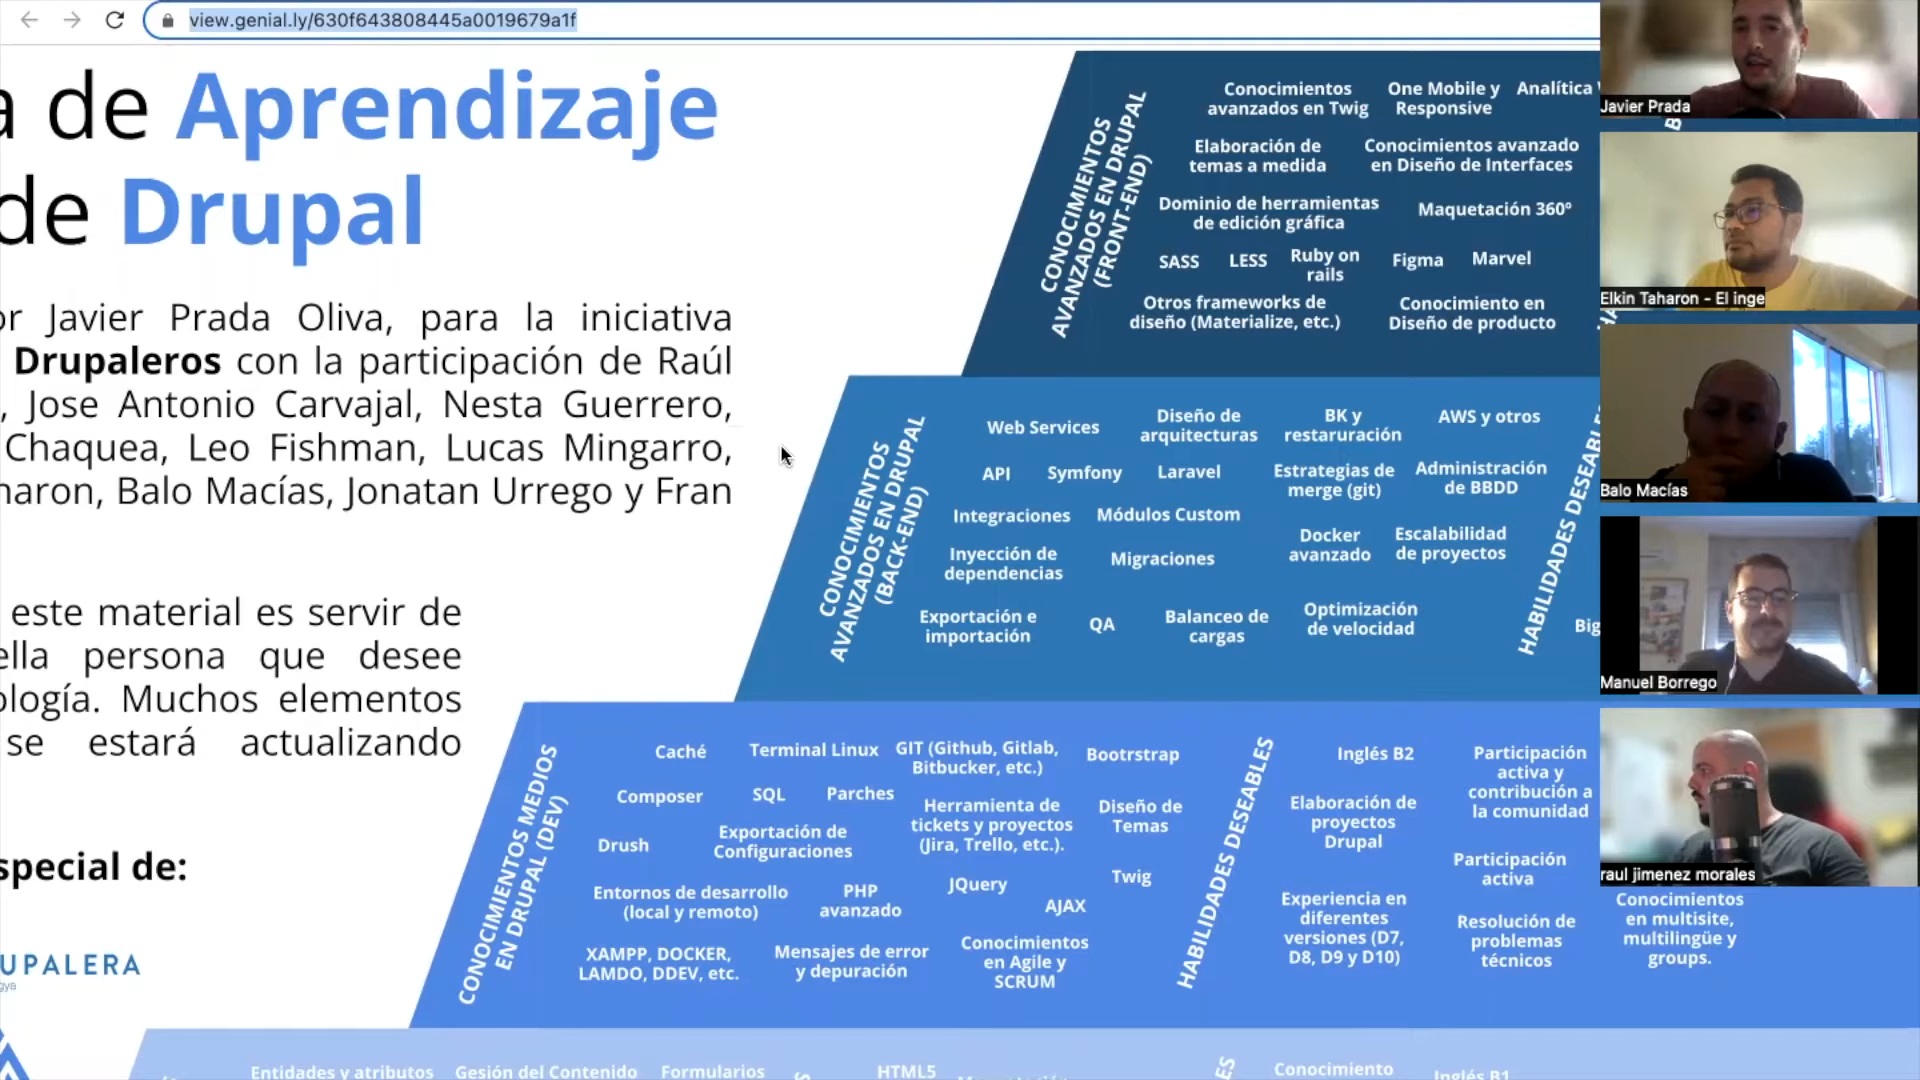 view.genial.ly/630f643808445a0019679a1f
a de Aprendizaje
de Drupal
or Javier Prada Oliva, para la iniciativa
Drupaleros con la participación de Raúl
, Jose Antonio Carvajal, Nesta Guerrero,
Chaquea, Leo Fishman, Lucas Mingarro,
haron, Balo Macías, Jonatan Urrego y Fran
este material es servir de
ella persona que desee
ología. Muchos elementos
se estará actualizando
special de:
UPALERA
gya
CONOCIMIENTOS
AVANZADOS EN DRUPAL
(FRONT-END)
Conocimientos
avanzados en Twig
One Mobile y
Responsive
Analítica
Elaboración de
temas a medida
Conocimientos avanzado
en Diseño de Interfaces
Dominio de herramientas
de edición gráfica
Maquetación 360º
SASS
LESS
Ruby on
rails
Figma
Marvel
Otros frameworks de
diseño (Materialize, etc.)
Conocimiento en
Diseño de producto
CONOCIMIENTOS
AVANZADOS EN DRUPAL
(BACK-END)
Web Services
Diseño de
arquitecturas
BK y
restaruración
AWS y otros
API
Symfony
Laravel
Estrategias de
merge (git)
Administración
de BBDD
Integraciones
Módulos Custom
Docker
avanzado
Escalabilidad
de proyectos
Inyección de
dependencias
Migraciones
Exportación e
importación
QA
Balanceo de
cargas
Optimización
de velocidad
HABILIDADES DESEABLE
Big
CONOCIMIENTOS MEDIOS
EN DRUPAL (DEV)
Caché
Terminal Linux
GIT (Github, Gitlab,
Bitbucker, etc.)
Bootrstrap
Composer
SQL
Parches
Herramienta de
tickets y proyectos
(Jira, Trello, etc.).
Diseño de
Temas
Drush
Exportación de
Configuraciones
Entornos de desarrollo
(local y remoto)
PHP
avanzado
JQuery
Twig
AJAX
XAMPP, DOCKER,
LAMDO, DDEV, etc.
Mensajes de error
y depuración
Conocimientos
en Agile y
SCRUM
HABILIDADES DESEABLES
Inglés B2
Participación
activa y
contribución a
la comunidad
Elaboración de
proyectos
Drupal
Participación
activa
Experiencia en
diferentes
versiones (D7,
D8, D9 y D10)
Resolución de
problemas
técnicos
Conocimientos
en multisite,
multilingüe y
groups.
Entidades y atributos
Gesión del Contenido
Formularios
HTML5
ES
Conocimiento
Inglés B1
Javier Prada
Elkin Taharon - El inge
Balo Macías
Manuel Borrego
raul jimenez morales